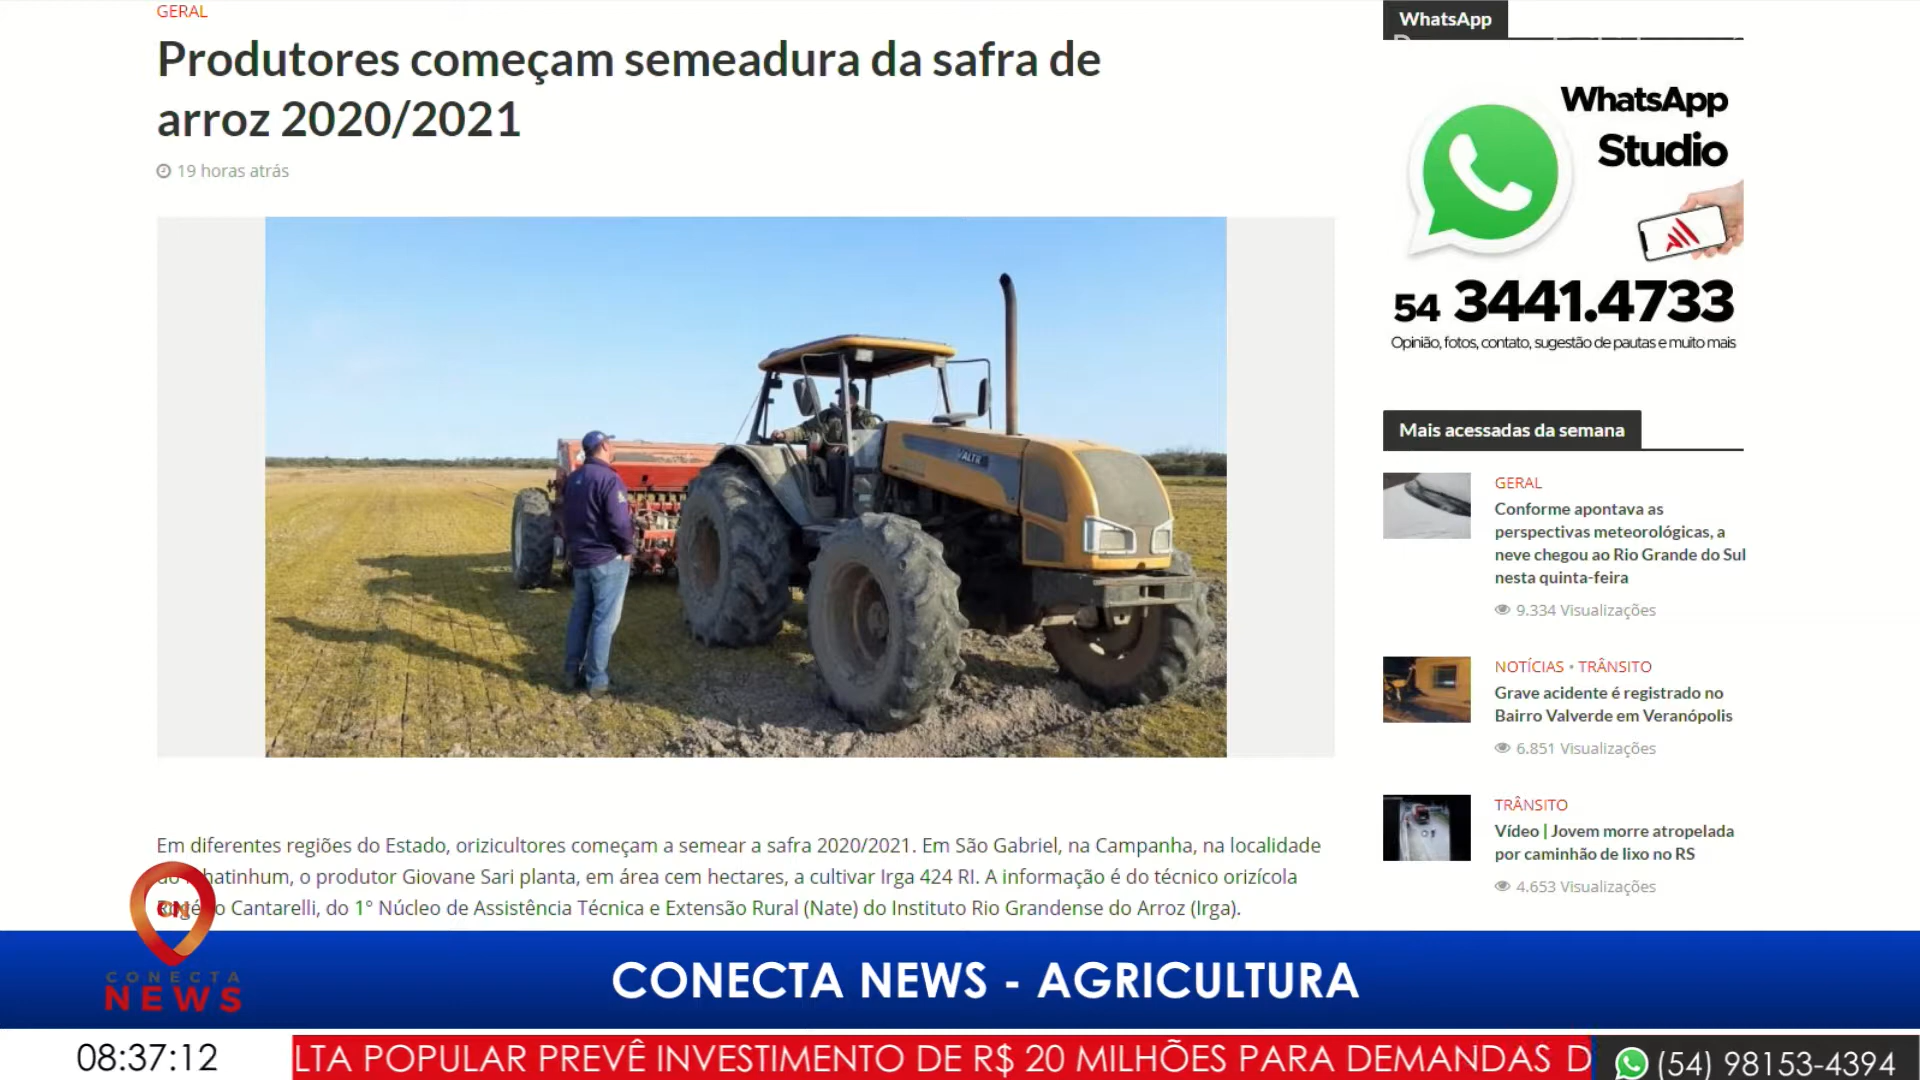 GERAL
Produtores começam semeadura da safra de
arroz 2020/2021
19 horas atrás
VALTR
Em diferentes regiões do Estado, orizicultores começam a semear a safra 2020/2021. Em São Gabriel, na Campanha, na localidade
hatinhum, o produtor Giovane Sari planta, em área cem hectares, a cultivar Irga 424 RI. A informação é do técnico orizícola
Cantarelli, do 1° Núcleo de Assistência Técnica e Extensão Rural (Nate) do Instituto Rio Grandense do Arroz (Irga).
WhatsApp
WhatsApp
Studio
54 3441.4733
Opinião, fotos, contato, sugestão de pautas e muito mais
Mais acessadas da semana
GERAL
Conforme apontava as
perspectivas meteorológicas, a
neve chegou ao Rio Grande do Sul
nesta quinta-feira
9.334 Visualizações
NOTÍCIAS • TRÂNSITO
Grave acidente é registrado no
Bairro Valverde em Veranópolis
6.851 Visualizações
TRÂNSITO
Vídeo | Jovem morre atropelada
por caminhão de lixo no RS
4.653 Visualizações
CN
CONECTA
NEWS
CONECTA NEWS - AGRICULTURA
08:37:12
LTA POPULAR PREVÊ INVESTIMENTO DE R$ 20 MILHÕES PARA DEMANDAS D
(54) 98153-4394